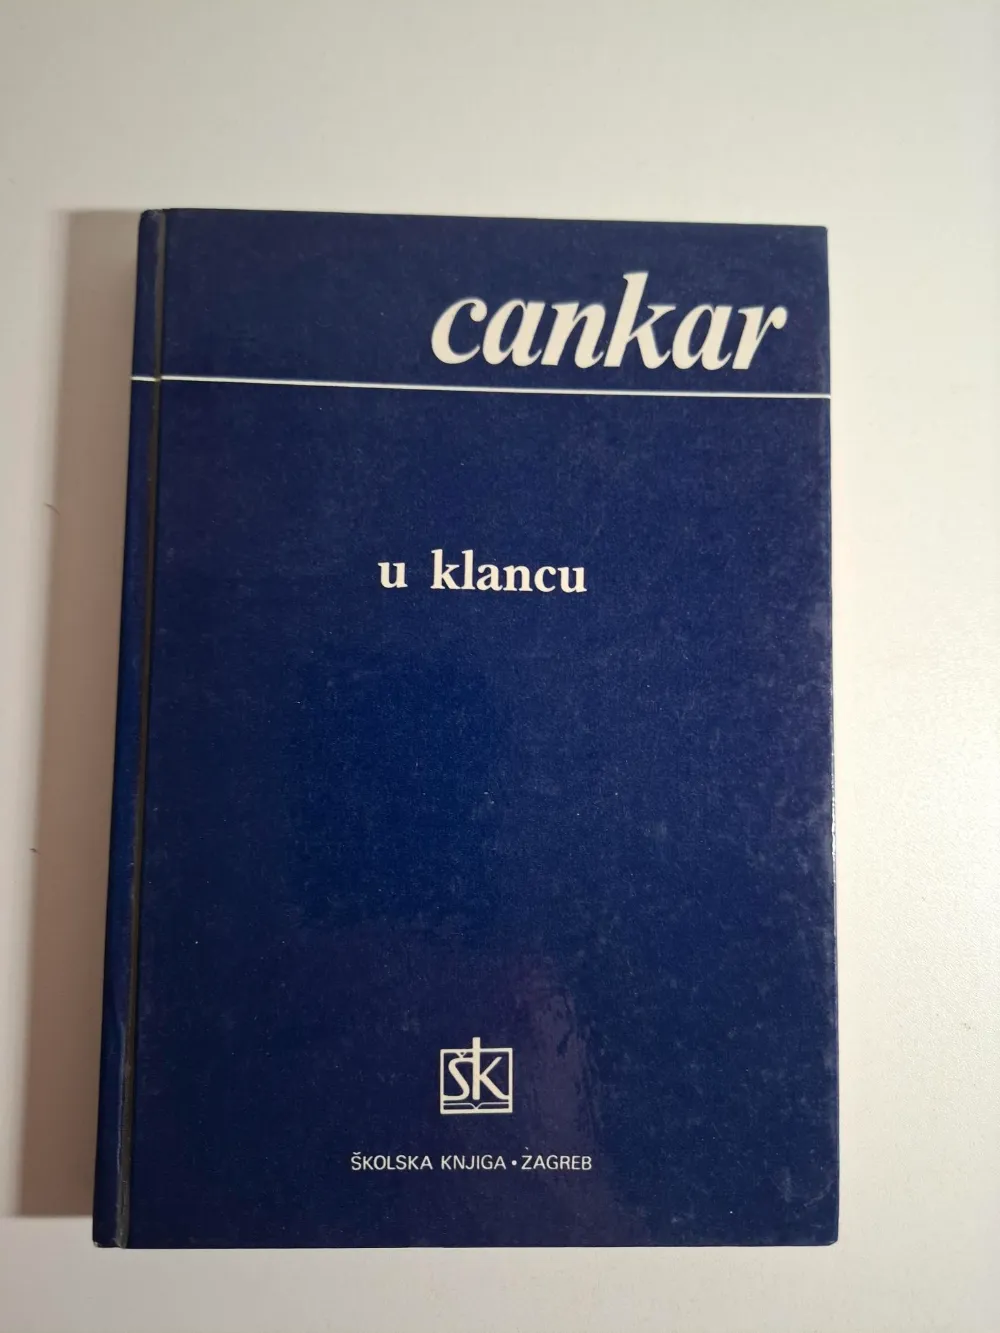 cankar
u klancu
ŠK
ŠKOLSKA KNJIGA • ZAGREB